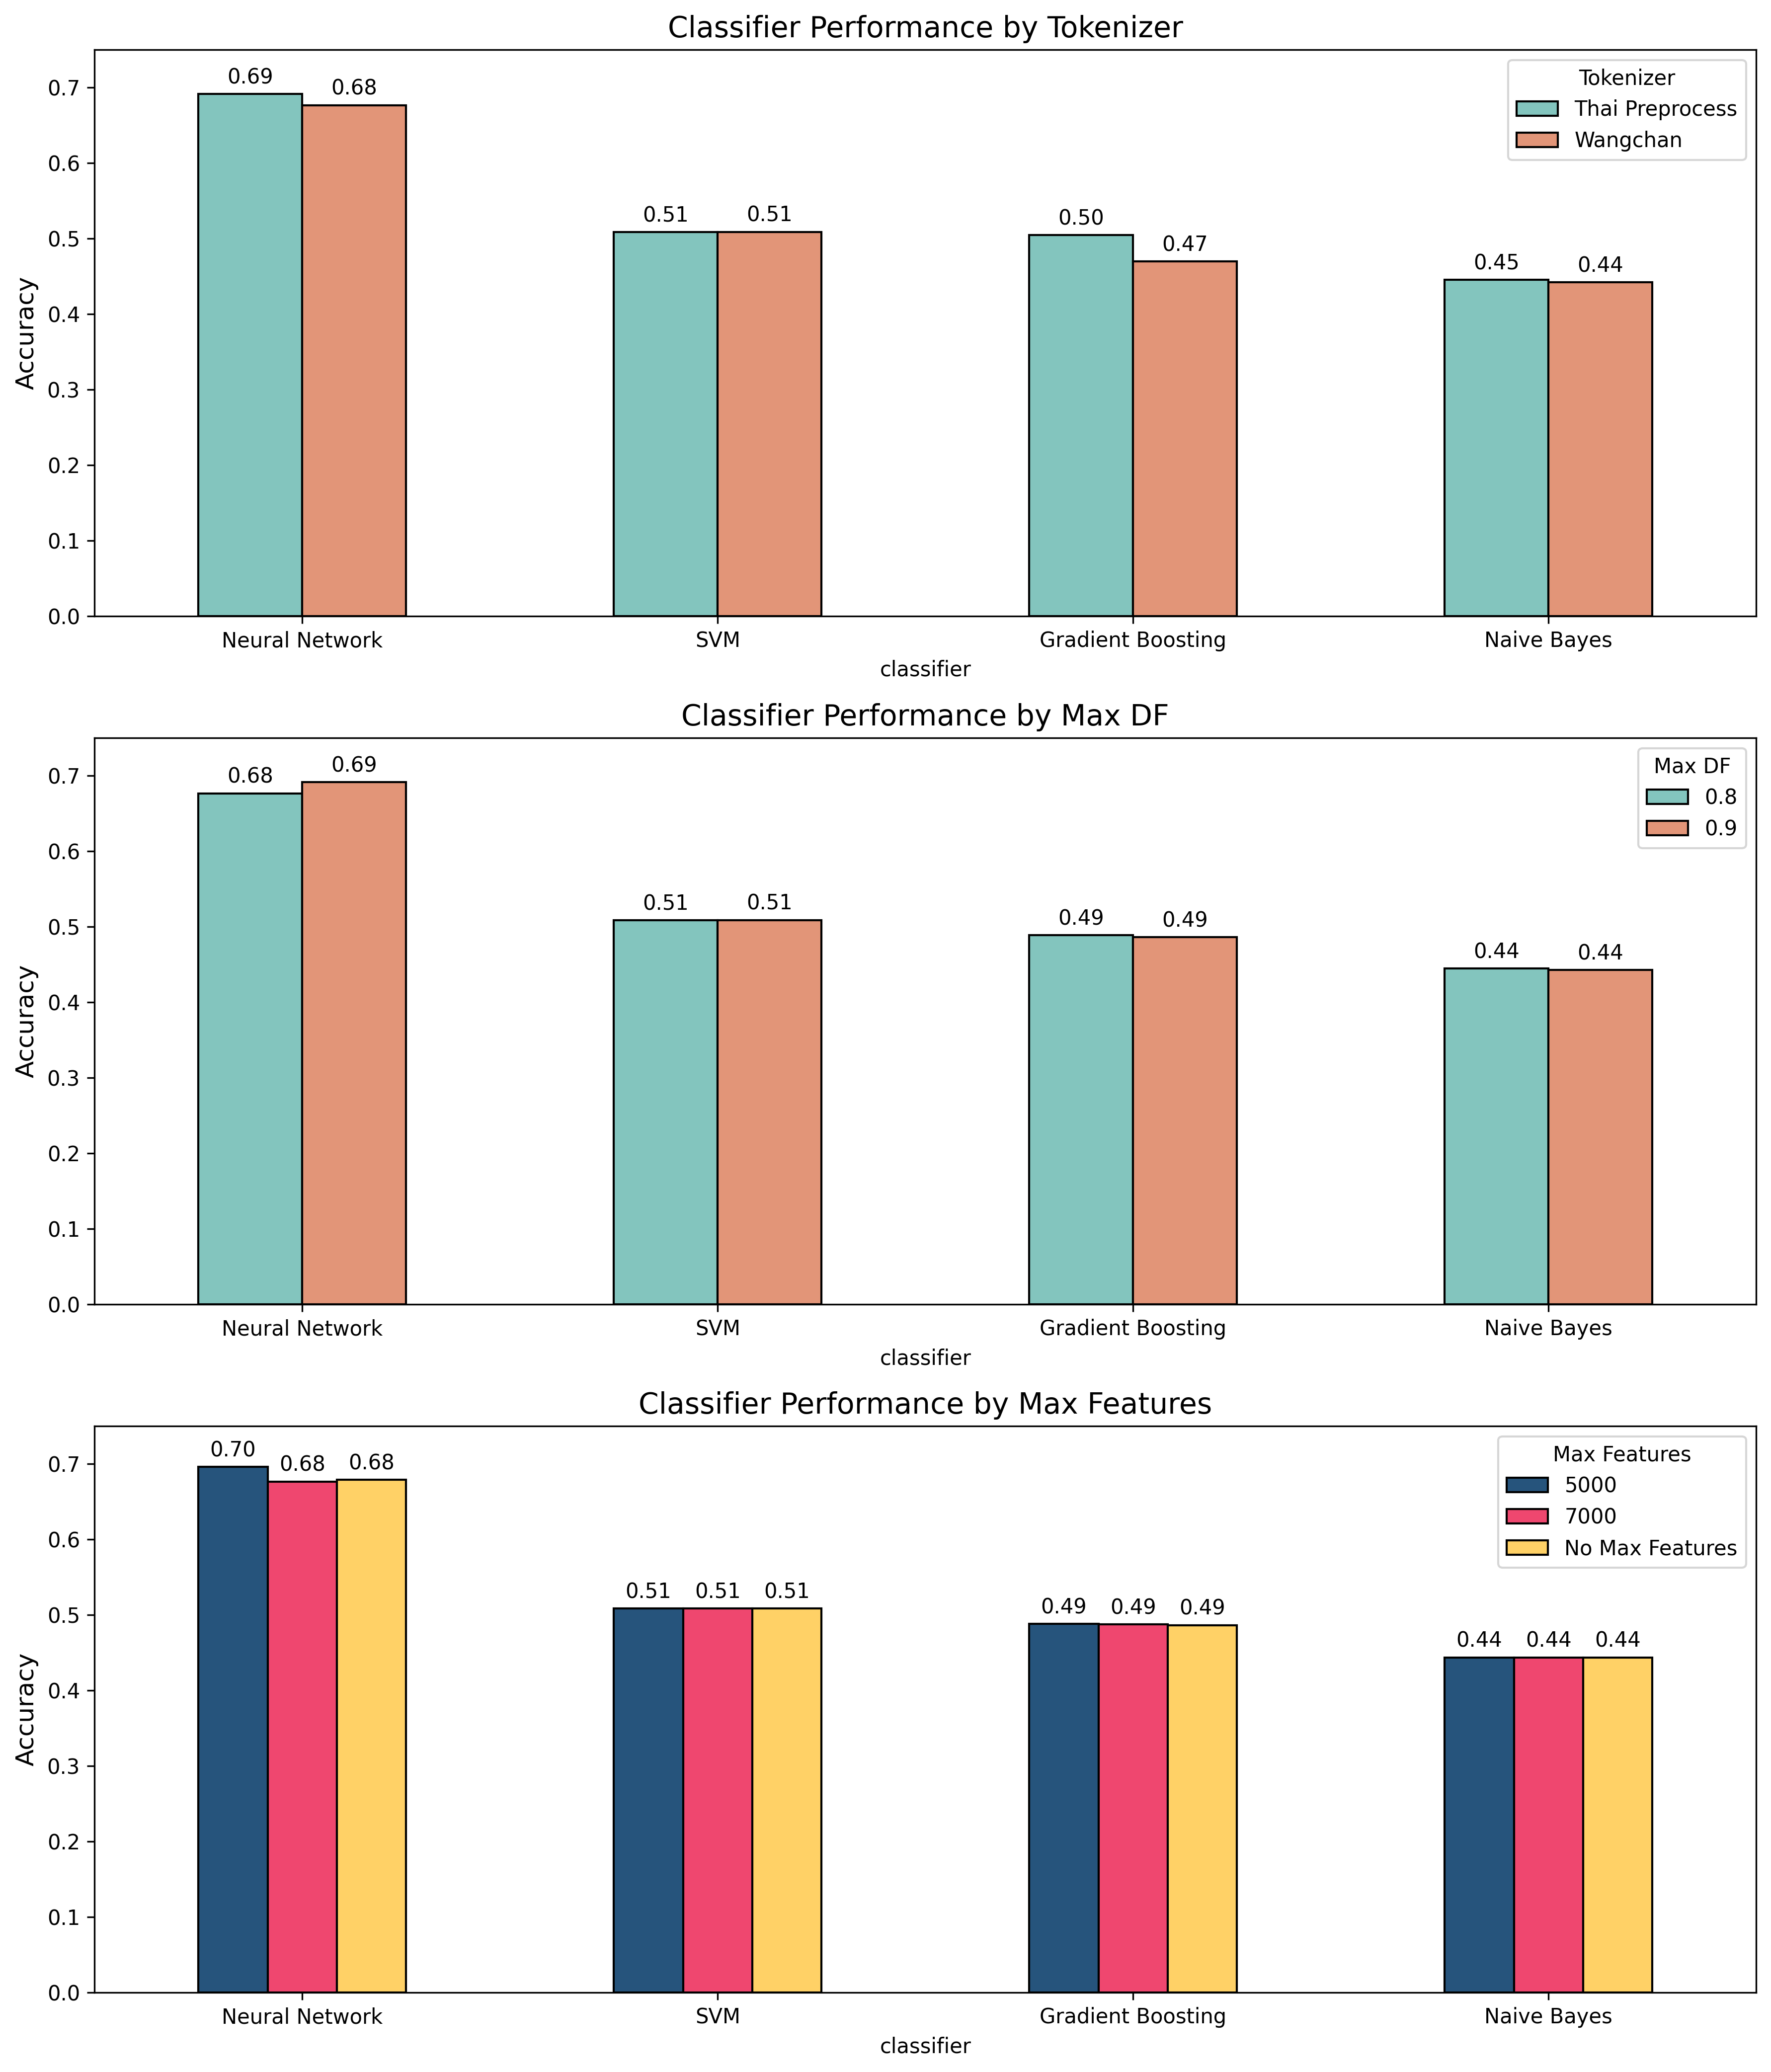 Classifier Performance by Tokenizer
Accuracy
0.7
0.6
0.5
0.4
0.3
0.2
0.1
0.0
0.69
0.68
0.51
0.51
0.50
0.47
0.45
0.44
Tokenizer
Thai Preprocess
Wangchan
Neural Network
SVM
Gradient Boosting
Naive Bayes
classifier
Classifier Performance by Max DF
Accuracy
0.7
0.6
0.5
0.4
0.3
0.2
0.1
0.0
0.68
0.69
0.51
0.51
0.49
0.49
0.44
0.44
Max DF
0.8
0.9
Neural Network
SVM
Gradient Boosting
Naive Bayes
classifier
Classifier Performance by Max Features
Accuracy
0.7
0.6
0.5
0.4
0.3
0.2
0.1
0.0
0.70
0.68
0.68
0.51
0.51
0.51
0.49
0.49
0.49
0.44
0.44
0.44
Max Features
5000
7000
No Max Features
Neural Network
SVM
Gradient Boosting
Naive Bayes
classifier